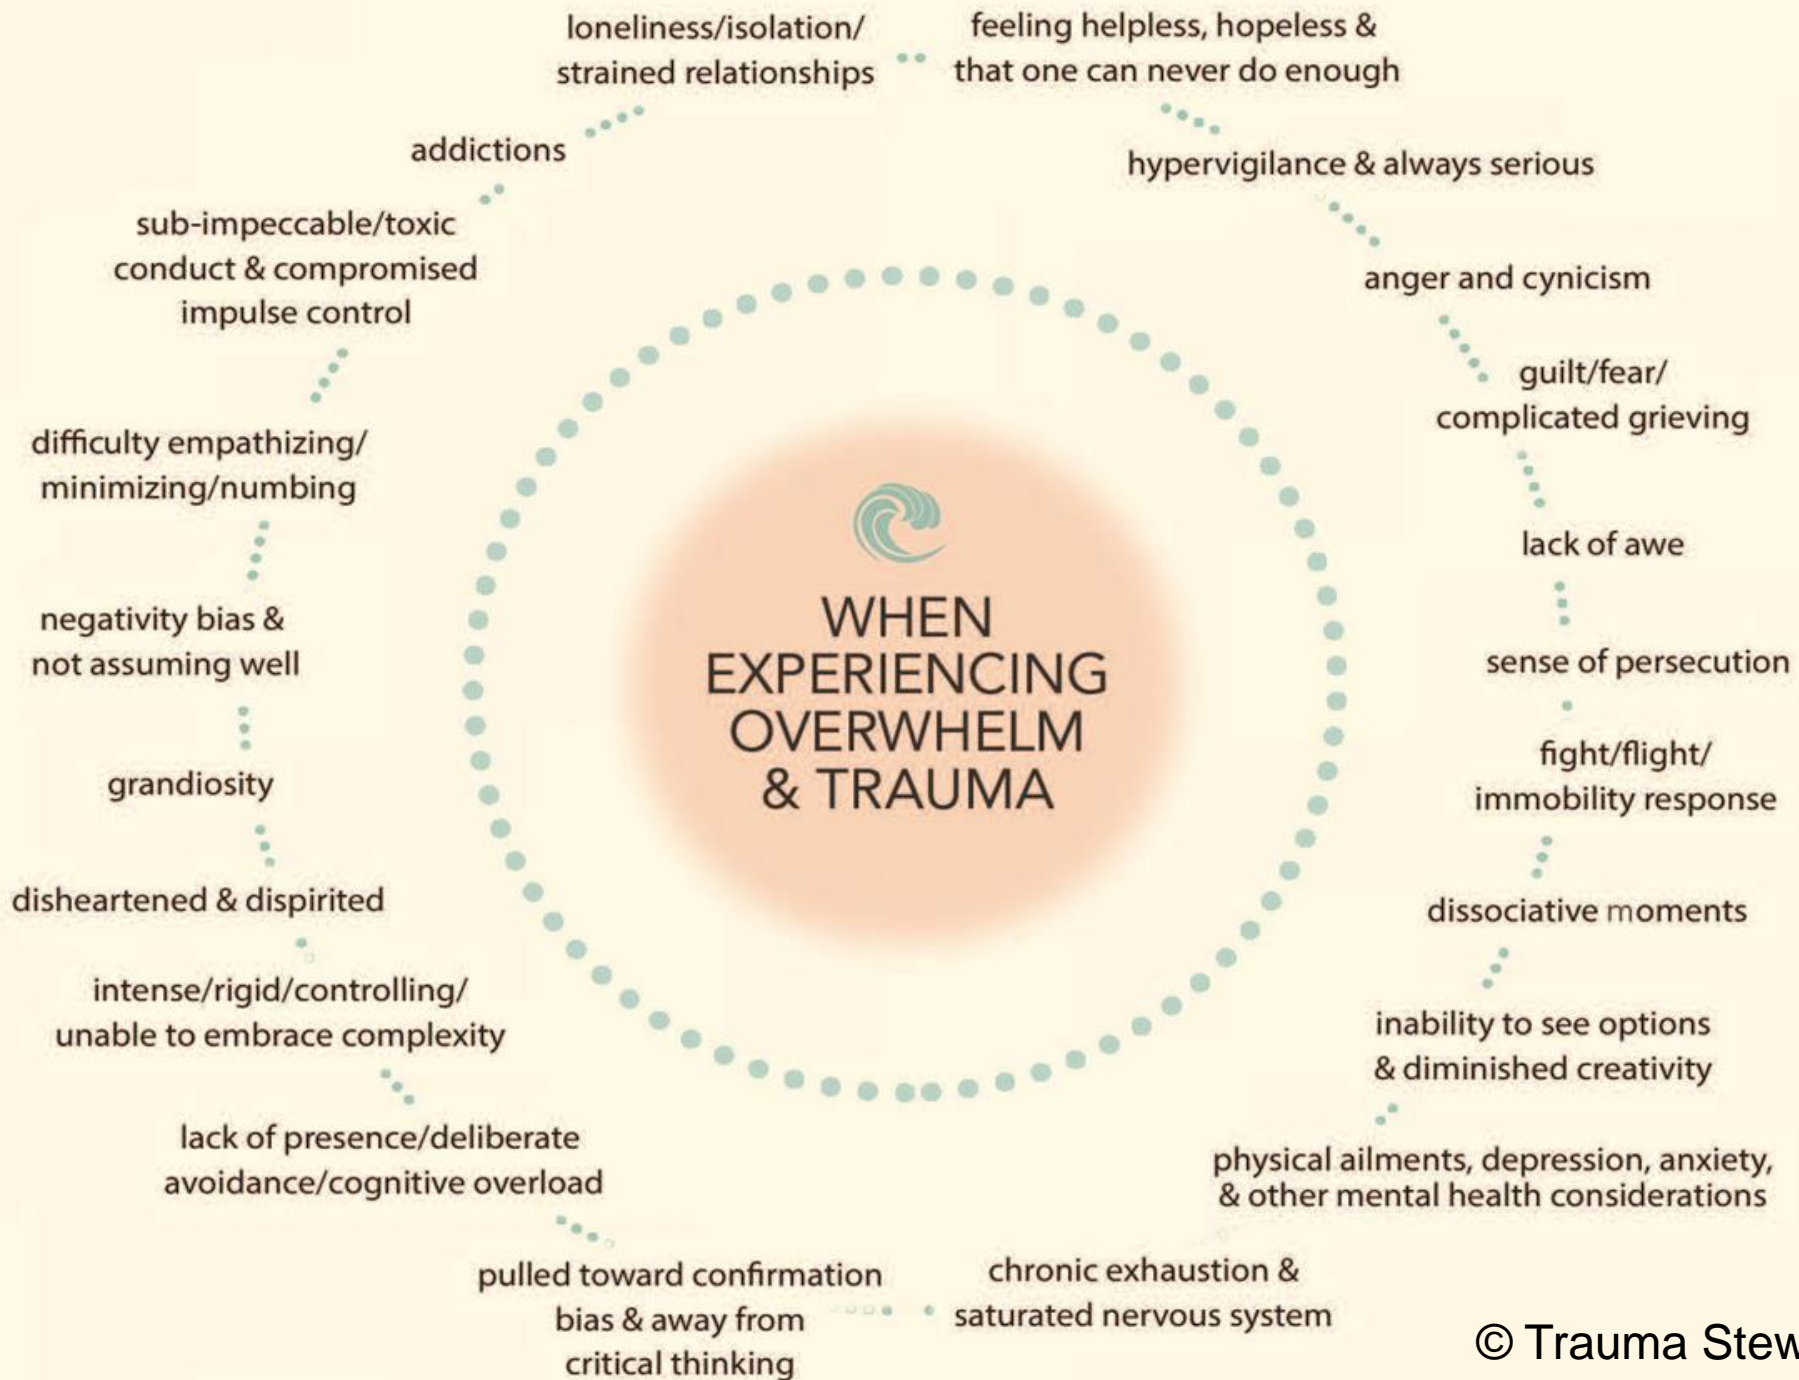 WHEN
EXPERIENCING
OVERWHELM
& TRAUMA
feeling helpless, hopeless &
that one can never do enough
hypervigilance & always serious
anger and cynicism
guilt/fear/
complicated grieving
lack of awe
sense of persecution
fight/flight/
immobility response
dissociative moments
inability to see options
& diminished creativity
physical ailments, depression, anxiety,
& other mental health considerations
chronic exhaustion &
saturated nervous system
pulled toward confirmation
bias & away from
critical thinking
lack of presence/deliberate
avoidance/cognitive overload
intense/rigid/controlling/
unable to embrace complexity
disheartened & dispirited
grandiosity
negativity bias &
not assuming well
difficulty empathizing/
minimizing/numbing
sub-impeccable/toxic
conduct & compromised
impulse control
addictions
loneliness/isolation/
strained relationships
© Trauma Stew